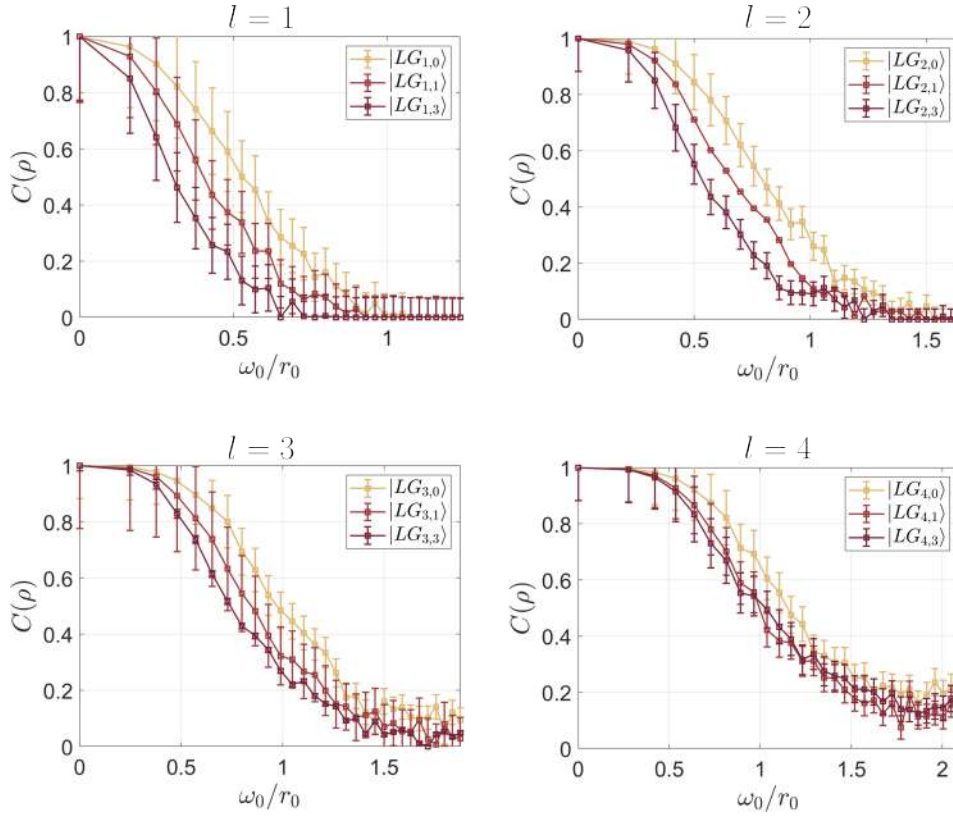 l = 1
1
0.8
0.6
0.4
0.2
0
C(ρ)
|LG₁,₀⟩
|LG₁,₁⟩
|LG₁,₃⟩
0 0.5 1
ω₀/r₀
l = 2
1
0.8
0.6
0.4
0.2
0
C(ρ)
|LG₂,₀⟩
|LG₂,₁⟩
|LG₂,₃⟩
0 0.5 1 1.5
ω₀/r₀
l = 3
1
0.8
0.6
0.4
0.2
0
C(ρ)
|LG₃,₀⟩
|LG₃,₁⟩
|LG₃,₃⟩
0 0.5 1 1.5
ω₀/r₀
l = 4
1
0.8
0.6
0.4
0.2
0
C(ρ)
|LG₄,₀⟩
|LG₄,₁⟩
|LG₄,₃⟩
0 0.5 1 1.5 2
ω₀/r₀